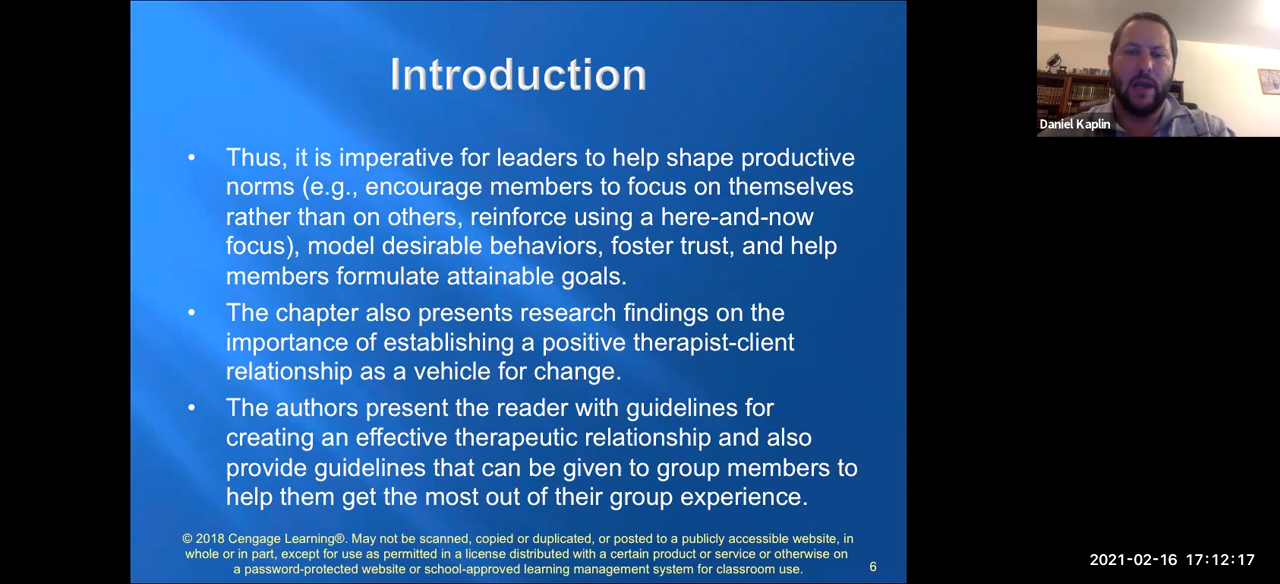 Introduction
• Thus, it is imperative for leaders to help shape productive
norms (e.g., encourage members to focus on themselves
rather than on others, reinforce using a here-and-now
focus), model desirable behaviors, foster trust, and help
members formulate attainable goals.
• The chapter also presents research findings on the
importance of establishing a positive therapist-client
relationship as a vehicle for change.
• The authors present the reader with guidelines for
creating an effective therapeutic relationship and also
provide guidelines that can be given to group members to
help them get the most out of their group experience.
© 2018 Cengage Learning®. May not be scanned, copied or duplicated, or posted to a publicly accessible website, in
whole or in part, except for use as permitted in a license distributed with a certain product or service or otherwise on
a password-protected website or school-approved learning management system for classroom use.
6
Daniel Kaplin
2021-02-16 17:12:17